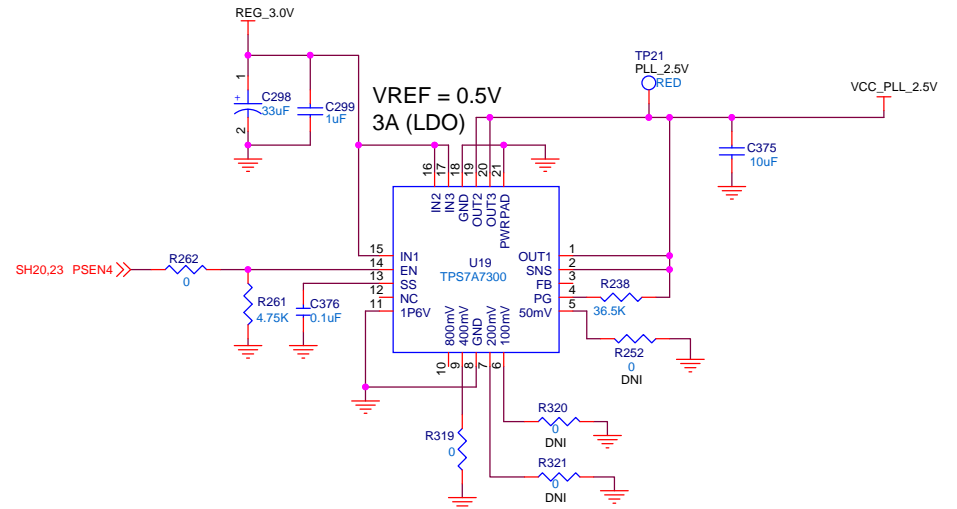 REG_3.0V
TP21
PLL_2.5V
RED
VCC_PLL_2.5V
1
+
C298
33uF
2
C299
1uF
VREF = 0.5V
3A (LDO)
C375
10uF
16
17
18
19
20
21
IN2
IN3
GND
OUT2
OUT3
PWRPAD
15
IN1
14
EN
13
SS
12
NC
11
1P6V
U19
TPS7A7300
OUT1
1
SNS
2
FB
3
PG
4
50mV
5
SH20,23 PSEN4
R262
0
R261
4.75K
C376
0.1uF
R238
36.5K
R252
0
DNI
800mV
400mV
GND
200mV
100mV
10
9
8
7
6
R319
0
R320
0
DNI
R321
0
DNI